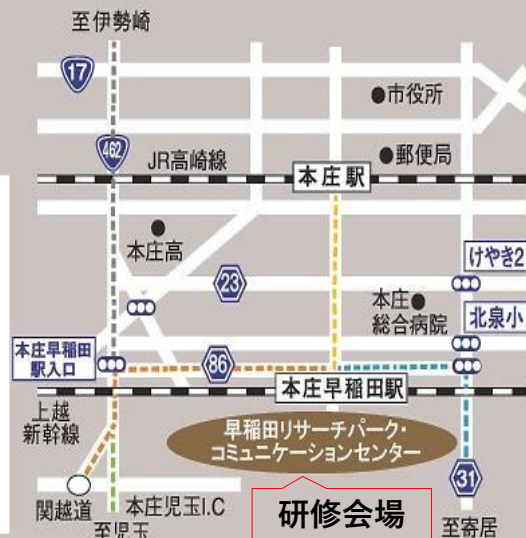 至伊勢崎
17
●市役所
462
JR高崎線
●郵便局
本庄駅
本庄高
けやき2
23
本庄●
総合病院
北泉小
本庄早稲田
駅入口
86
本庄早稲田駅
上越
新幹線
早稲田リサーチパーク・
コミュニケーションセンター
31
関越道
本庄児玉I.C
研修会場
至児玉
至寄居